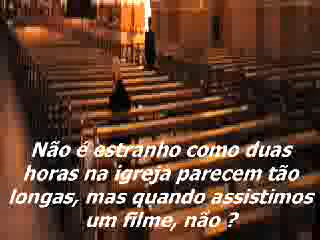 Não é estranho como duas
horas na igreja parecem tão
longas, mas quando assistimos
um filme, não ?